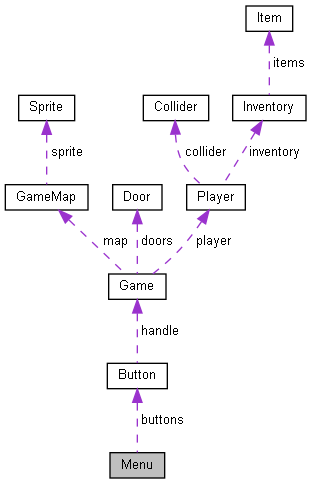 Item
items
Sprite
Collider
Inventory
sprite
collider
inventory
GameMap
Door
Player
map
doors
player
Game
handle
Button
buttons
Menu